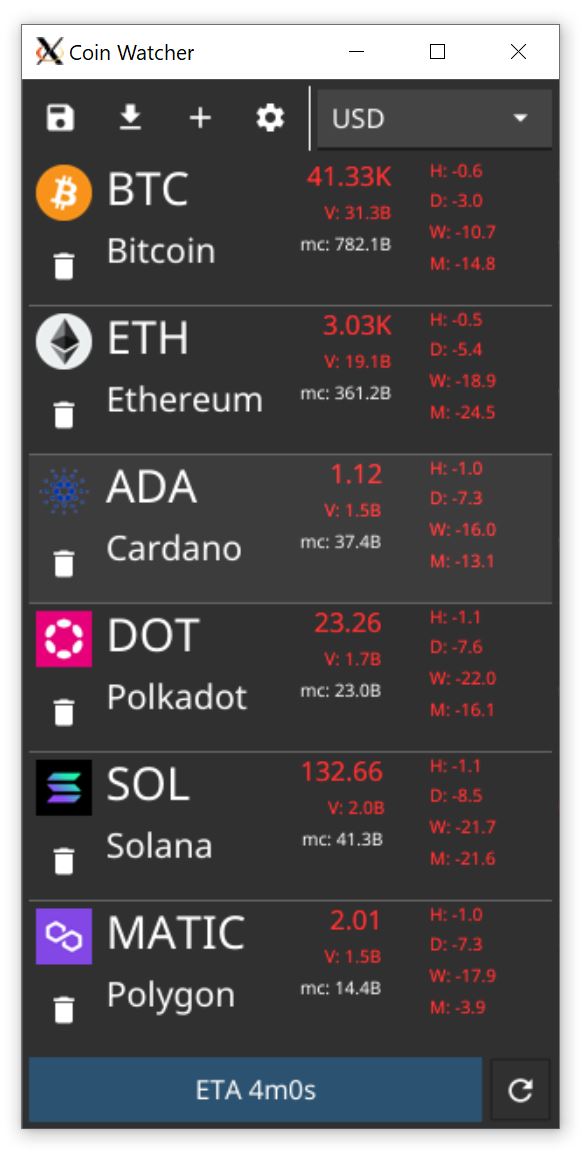 Coin Watcher
USD
BTC
41.33K
H: -0.6
V: 31.3B
D: -3.0
Bitcoin
mc: 782.1B
W: -10.7
M: -14.8
ETH
3.03K
H: -0.5
V: 19.1B
D: -5.4
Ethereum
mc: 361.2B
W: -18.9
M: -24.5
ADA
1.12
H: -1.0
V: 1.5B
D: -7.3
Cardano
mc: 37.4B
W: -16.0
M: -13.1
DOT
23.26
H: -1.1
V: 1.7B
D: -7.6
Polkadot
mc: 23.0B
W: -22.0
M: -16.1
SOL
132.66
H: -1.1
V: 2.0B
D: -8.5
Solana
mc: 41.3B
W: -21.7
M: -21.6
MATIC
2.01
H: -1.0
V: 1.5B
D: -7.3
Polygon
mc: 14.4B
W: -17.9
M: -3.9
ETA 4m0s